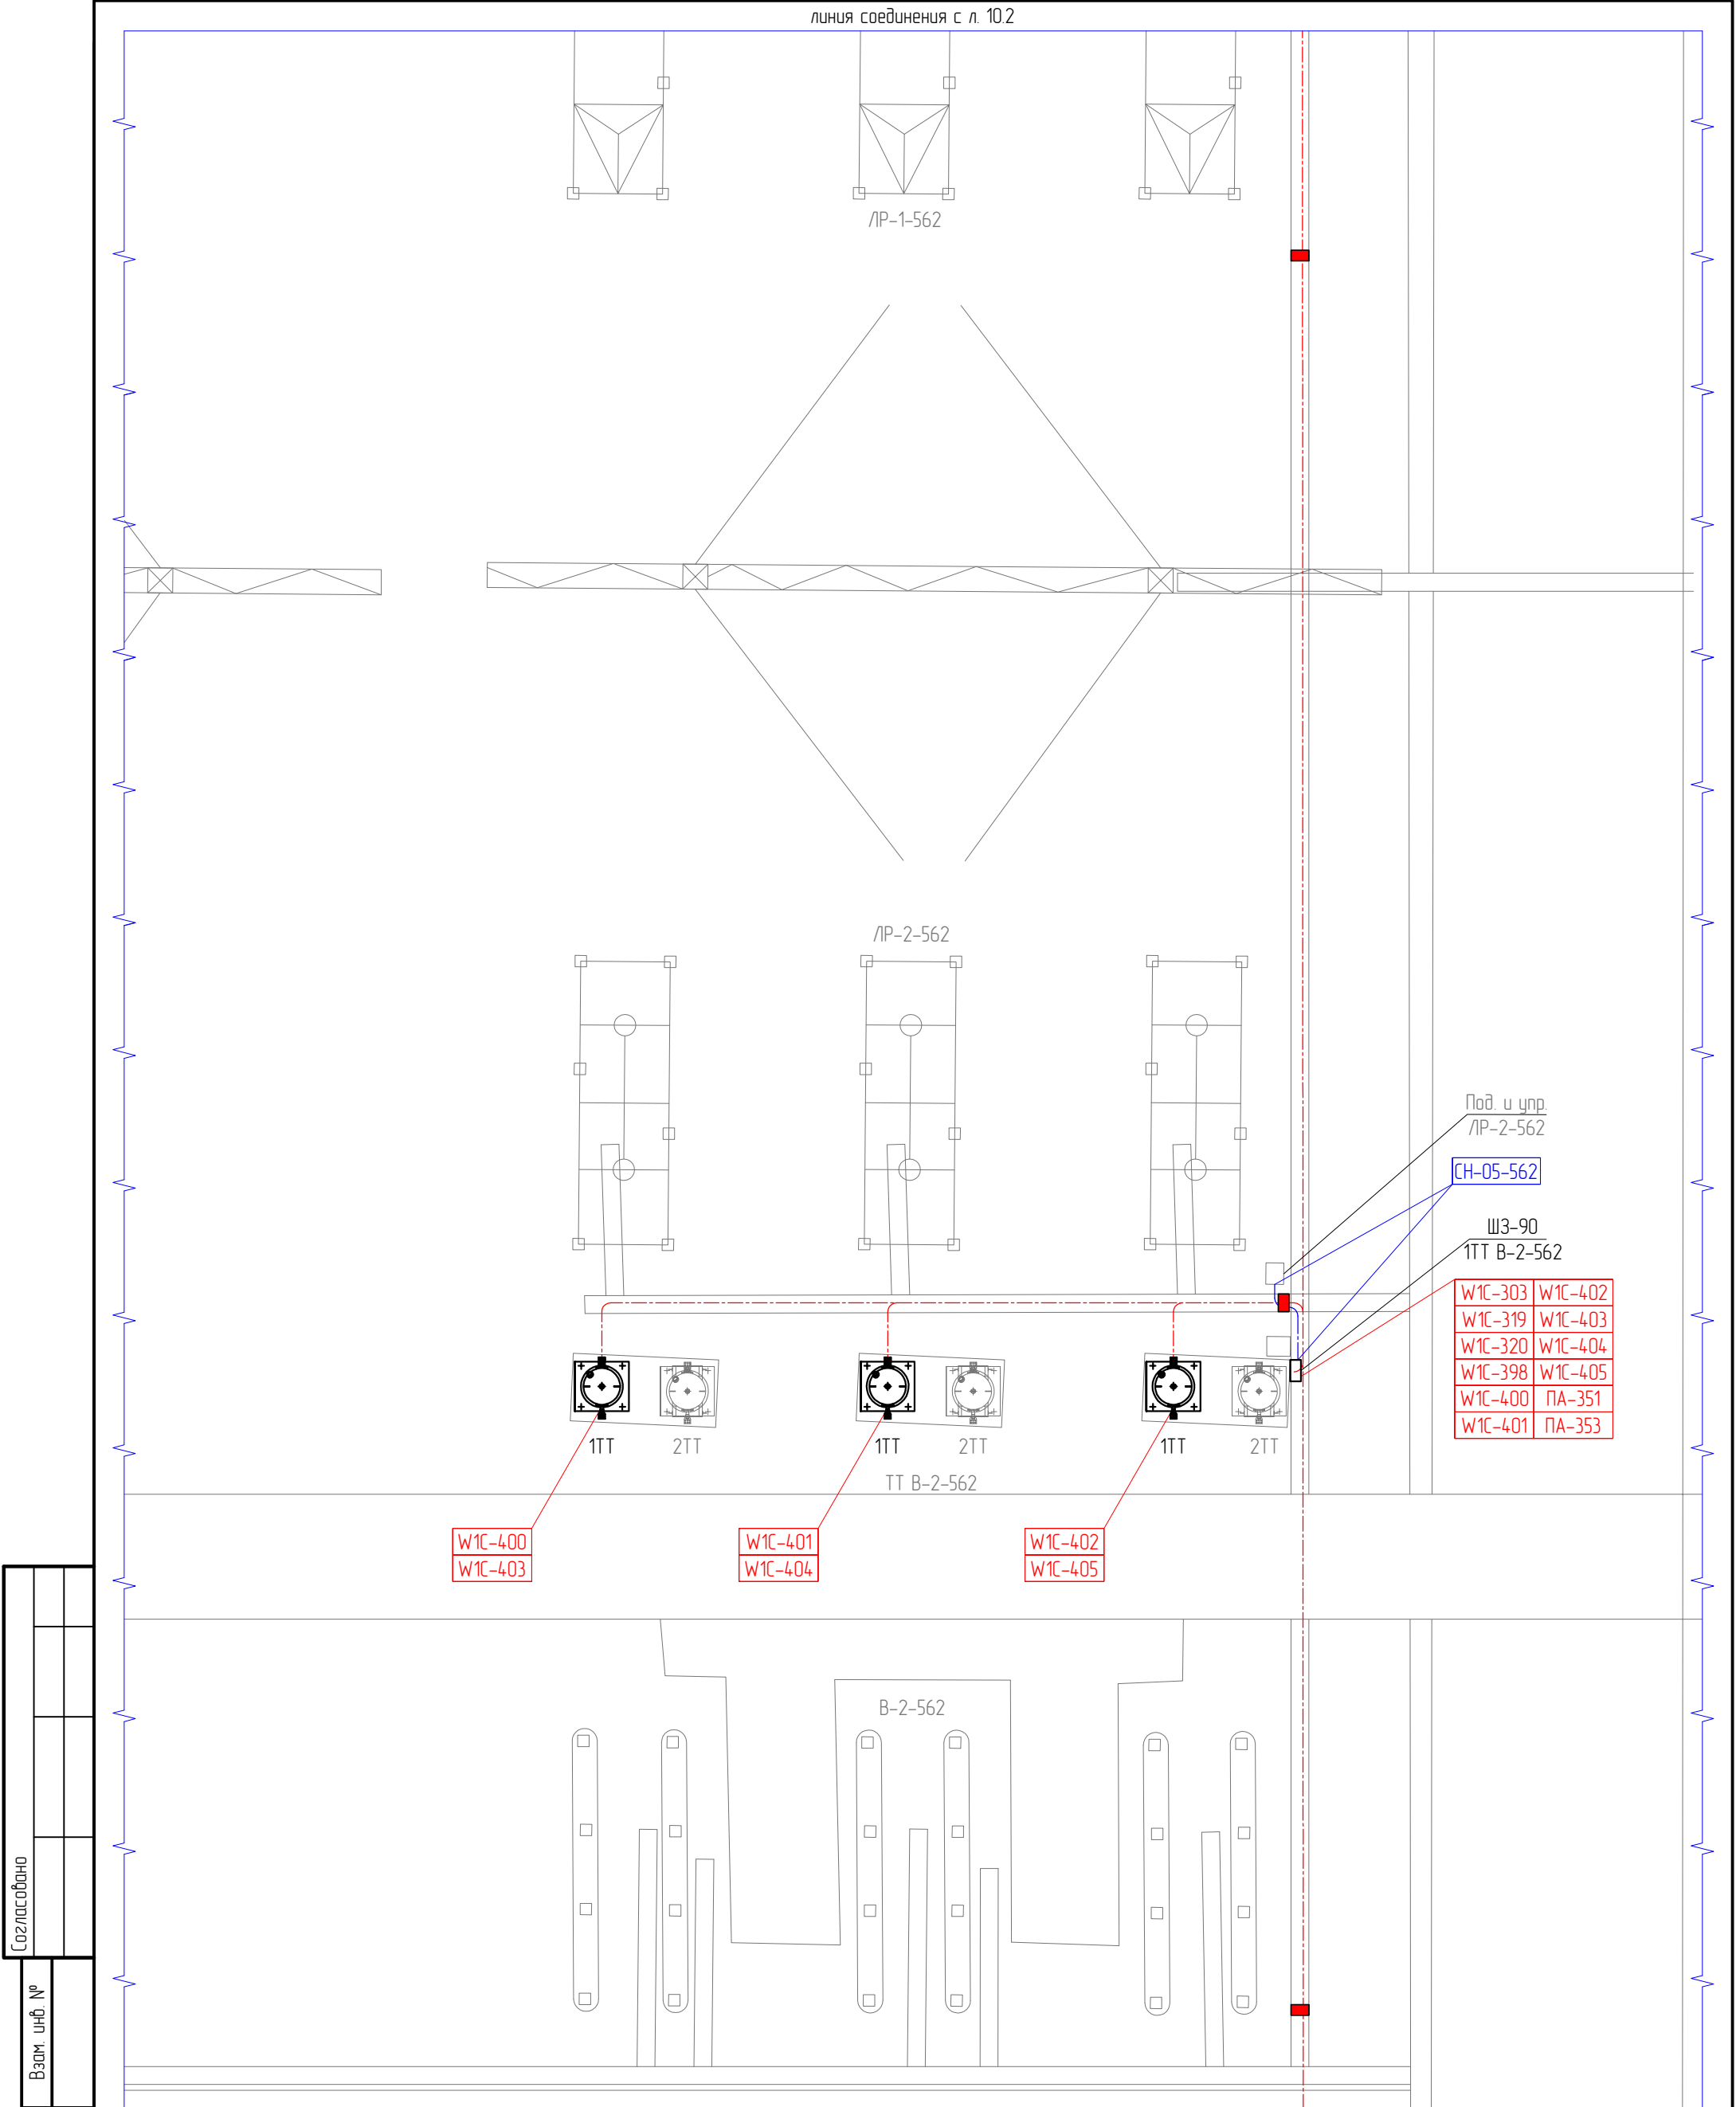 линия соединения с л. 10.2
ЛР-1-562
ЛР-2-562
Под. и упр.
ЛР-2-562
СН-05-562
ШЗ-90
1ТТ В-2-562
W1C-303 W1C-402
W1C-319 W1C-403
W1C-320 W1C-404
W1C-398 W1C-405
W1C-400 ПА-351
W1C-401 ПА-353
1ТТ 2ТТ 1ТТ 2ТТ 1ТТ 2ТТ
ТТ В-2-562
W1C-400
W1C-403
W1C-401
W1C-404
W1C-402
W1C-405
В-2-562
Согласовано
Взам. инв. №